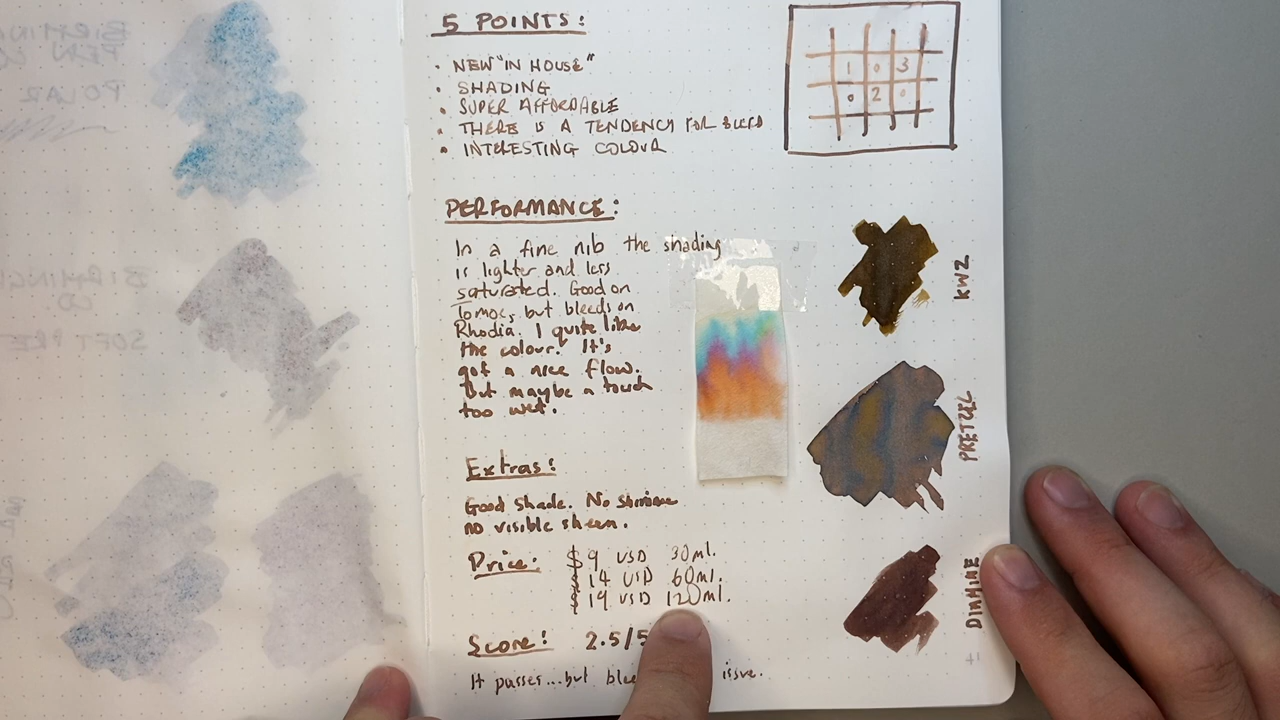 5 POINTS:
• NEW "IN HOUSE"
• SHADING
• SUPER AFFORDABLE
• THERE IS A TENDENCY FOR BLEED
• INTERESTING COLOUR
1 0 3
0 2 0
PERFORMANCE:
In a fine nib the shading
is lighter and less
saturated. Good on
Tomoe, but bleeds on
Rhodia. I quite like
the colour. It's
got a nice flow.
But maybe a touch
too wet.
KWZ
PRETZEL
DIAMINE
Extras:
Good shade. No shimmer
no visible sheen.
Price: $9 USD 30ml.
$14 USD 60ml.
$19 USD 120ml.
Score: 2.5/5
It passes...but issue.